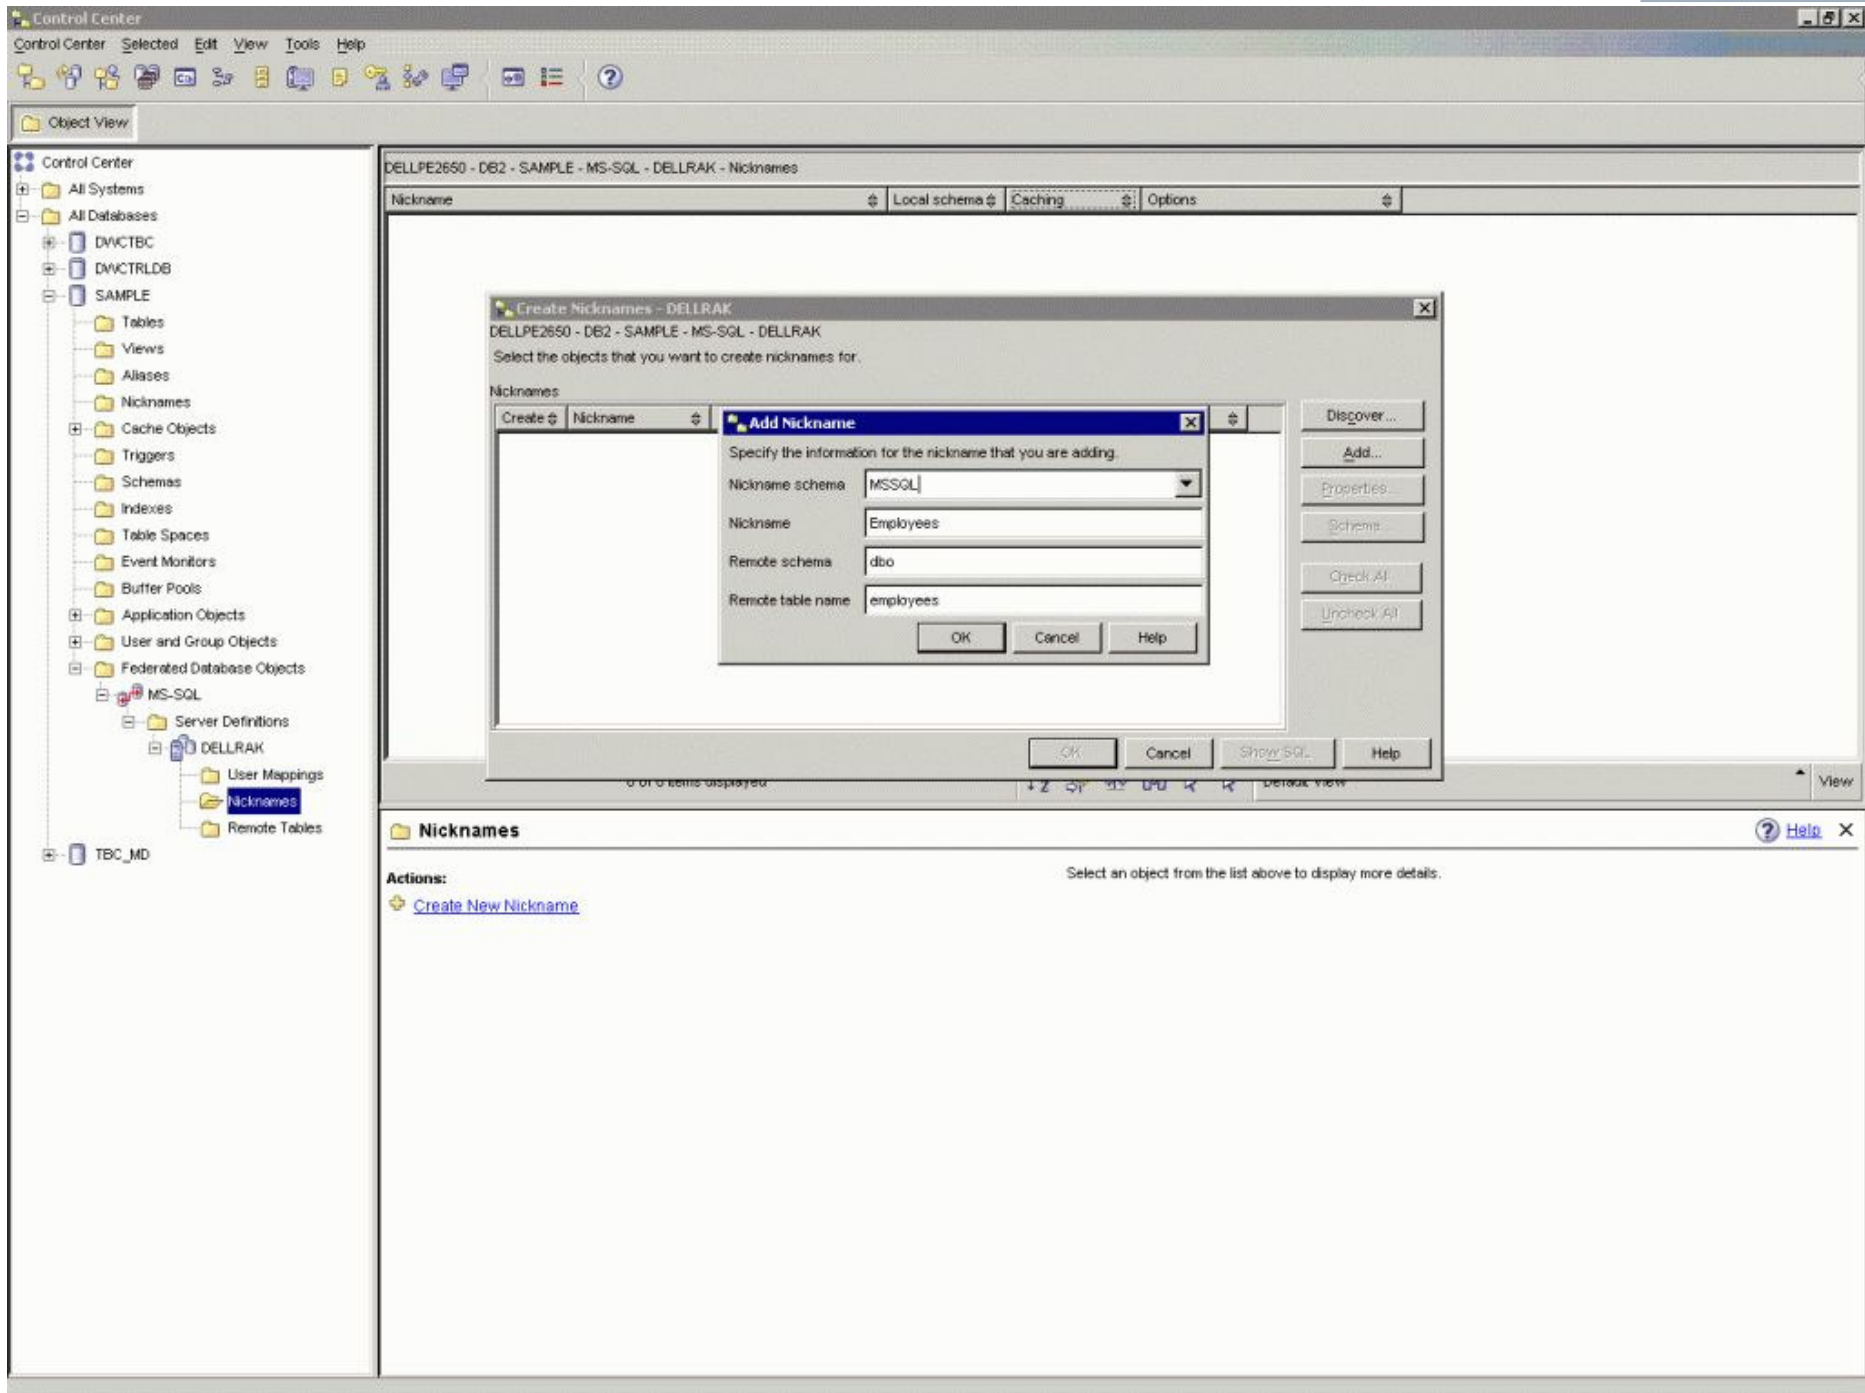 Control Center
Control Center Selected Edit View Tools Help
Object View
Control Center
All Systems
All Databases
DWCTBC
DWCTRLDB
SAMPLE
Tables
Views
Aliases
Nicknames
Cache Objects
Triggers
Schemas
Indexes
Table Spaces
Event Monitors
Buffer Pools
Application Objects
User and Group Objects
Federated Database Objects
MS-SQL
Server Definitions
DELLRAK
User Mappings
Nicknames
Remote Tables
TBC_MD
DELLPE2650 - DB2 - SAMPLE - MS-SQL - DELLRAK - Nicknames
Nickname Local schema Caching Options
Create Nicknames - DELLRAK
DELLPE2650 - DB2 - SAMPLE - MS-SQL - DELLRAK
Select the objects that you want to create nicknames for.
Nicknames
Create Nickname
Discover...
Add...
Properties...
Schema...
Check All
Uncheck All
Add Nickname
Specify the information for the nickname that you are adding.
Nickname schema MSSQL
Nickname Employees
Remote schema dbo
Remote table name employees
OK Cancel Help
OK Cancel Show SQL Help
0 of 0 items displayed
Default View View
Nicknames
Help
Actions:
Create New Nickname
Select an object from the list above to display more details.